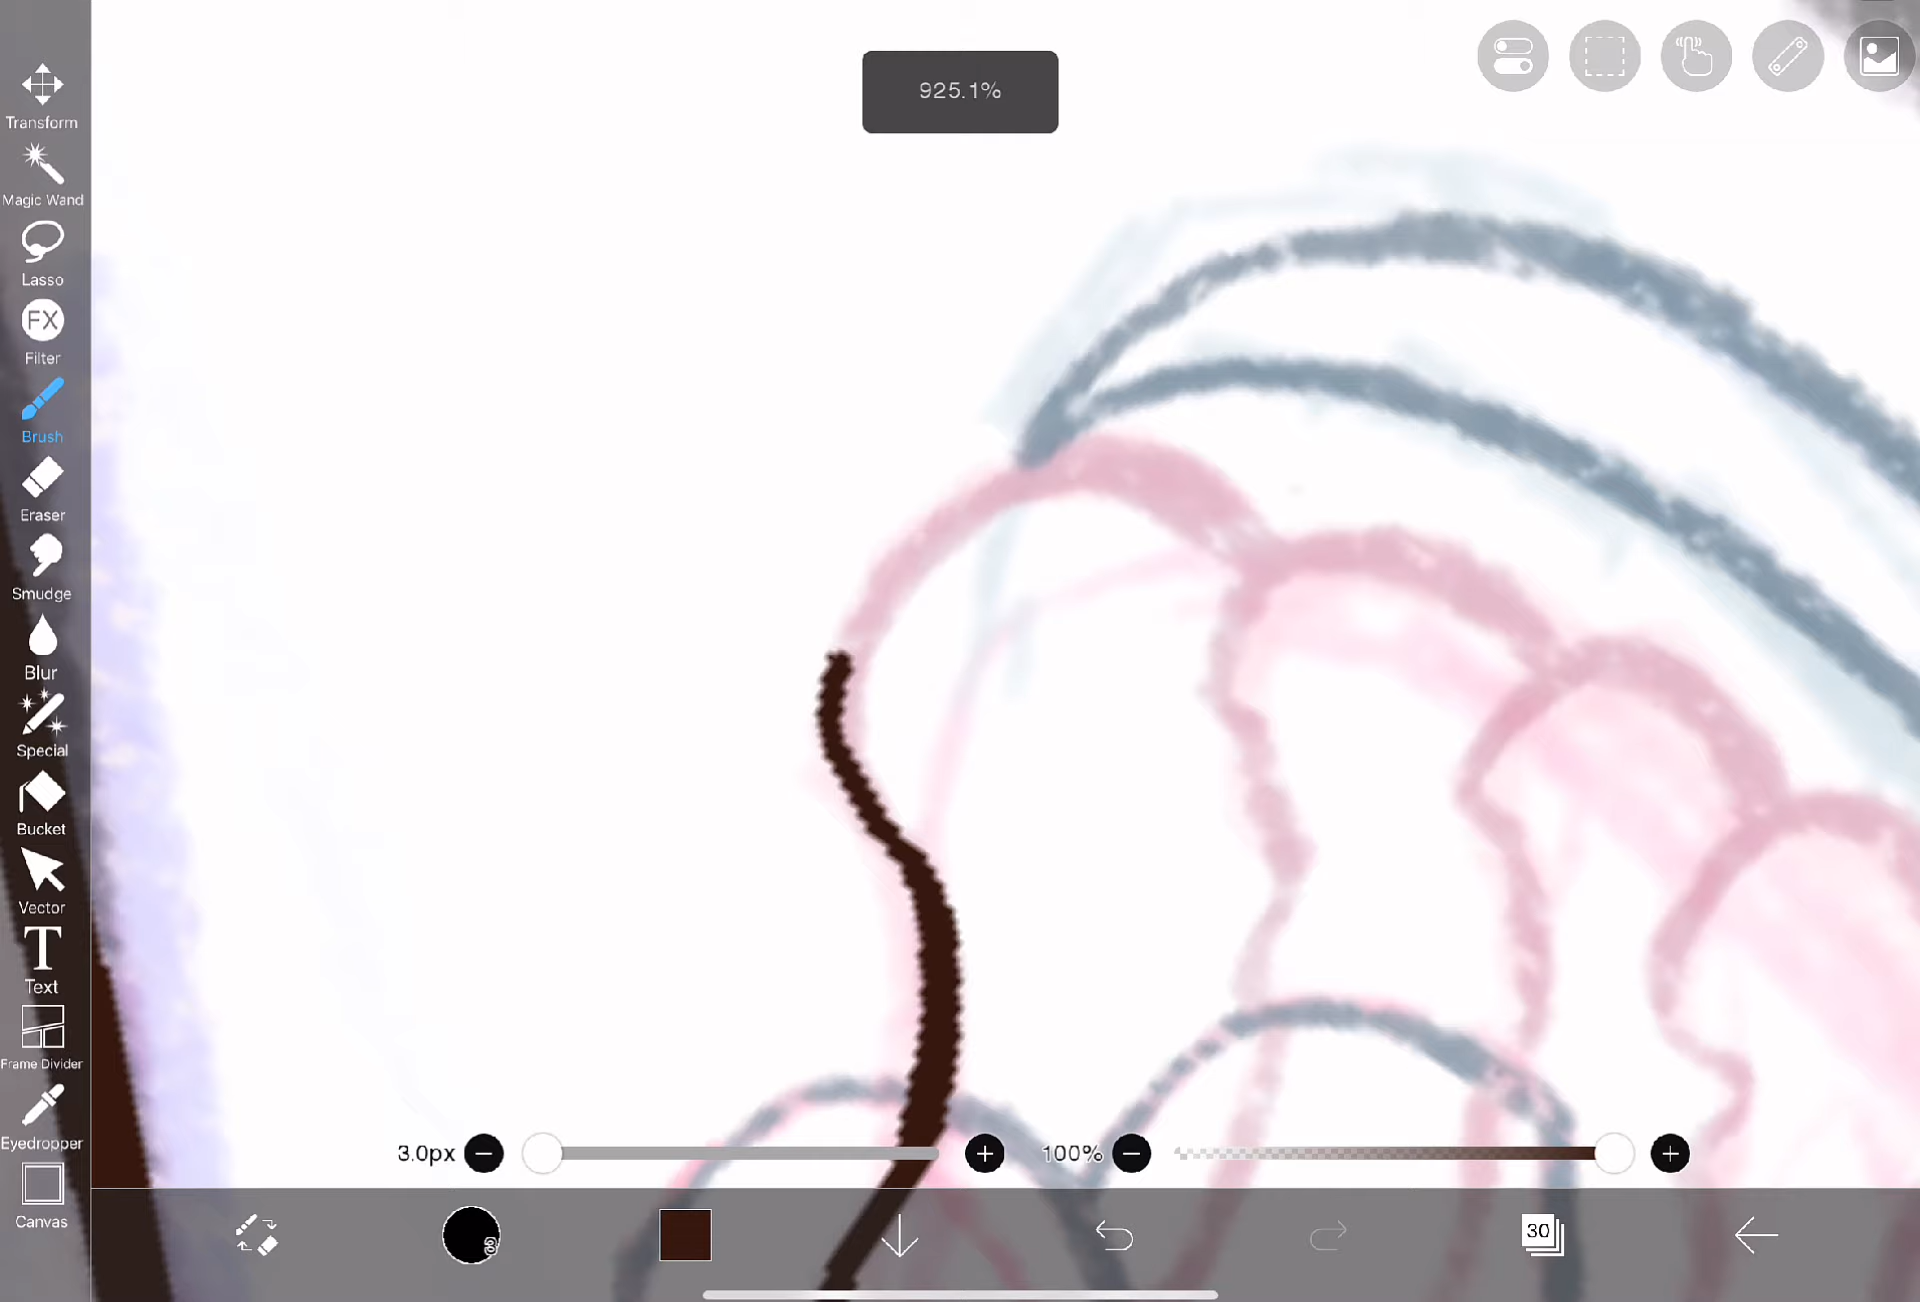 925.1%
Transform
Magic Wand
Lasso
FX
Filter
Brush
Eraser
Smudge
Blur
Special
Bucket
Vector
T
Text
Frame Divider
Eyedropper
Canvas
3.0px
100%
3
30